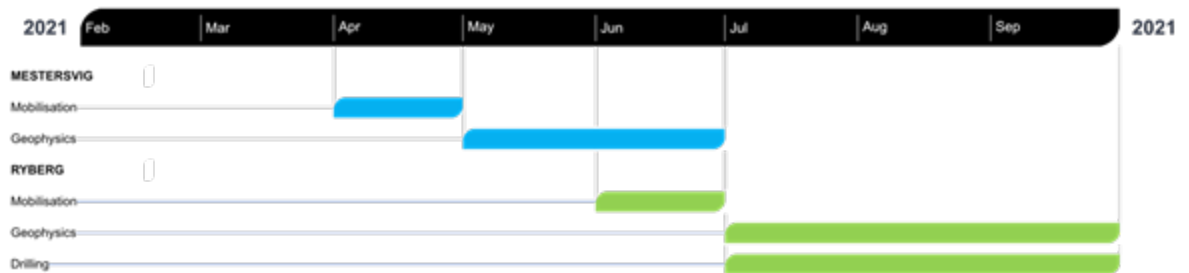 2021 Feb Mar Apr May Jun Jul Aug Sep 2021
MESTERSVIG
Mobilisation
Geophysics
RYBERG
Mobilisation
Geophysics
Drilling